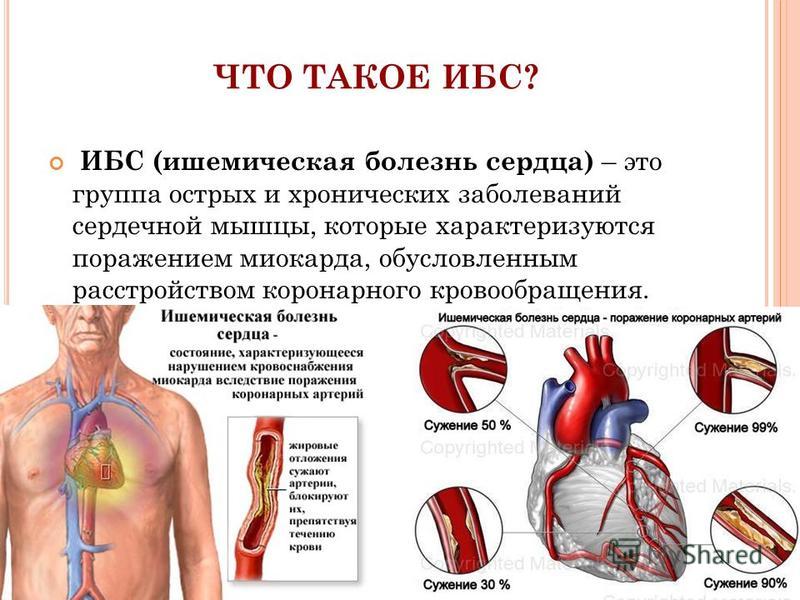 ЧТО ТАКОЕ ИБС?
ИБС (ишемическая болезнь сердца) – это
группа острых и хронических заболеваний
сердечной мышцы, которые характеризуются
поражением миокарда, обусловленным
расстройством коронарного кровообращения.
Ишемическая болезнь
сердца -
состояние, характеризующееся
нарушением кровоснабжения
миокарда вследствие поражения
коронарных артерий
жировые
отложения
сужают
артерии,
блокируют
их,
препятствуя
течению
крови
Ишемическая болезнь сердца - поражение коронарных артерий
Copyrighted Materials.
Copyrighted Materials.
Сужение 50 %
Сужение 99%
Copyrighted Materials.
Copyrighted Materials.
Copyrighted Materials.
MyShared
Сужение 30 %
Сужение 90%